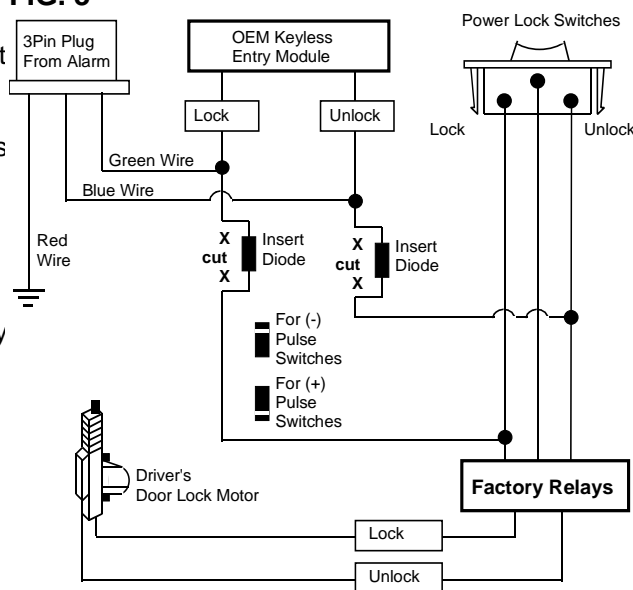 FIG. 
3Pin Plug
From Alarm
OEM Keyless
Entry Module
Power Lock Switches
Lock
Unlock
Lock
Unlock
Green Wire
Blue Wire
Red
Wire
X
cut
X
Insert
Diode
X
cut
X
Insert
Diode
For (-)
Pulse
Switches
For (+)
Pulse
Switches
Driver's
Door Lock Motor
Factory Relays
Lock
Unlock